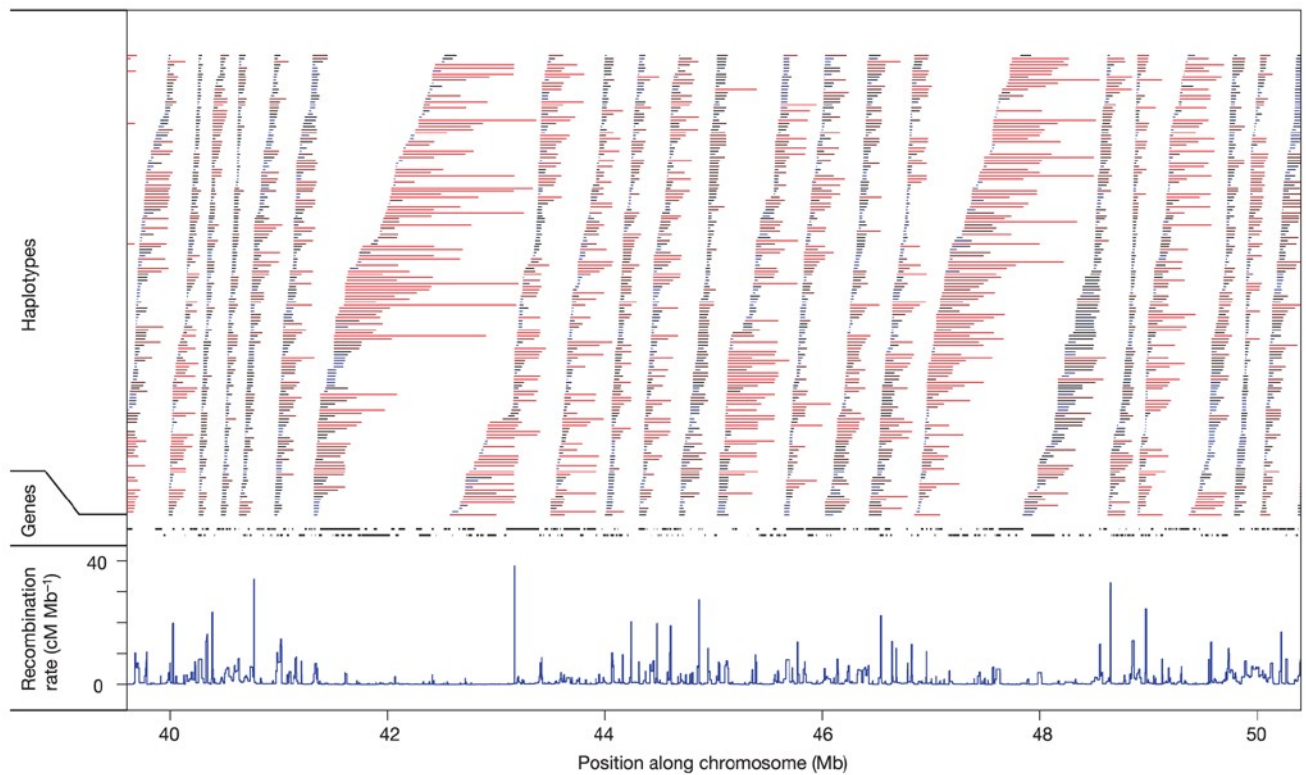 Haplotypes
Genes
Recombination
rate (cM Mb⁻¹)
40
0
40
42
44
46
48
50
Position along chromosome (Mb)